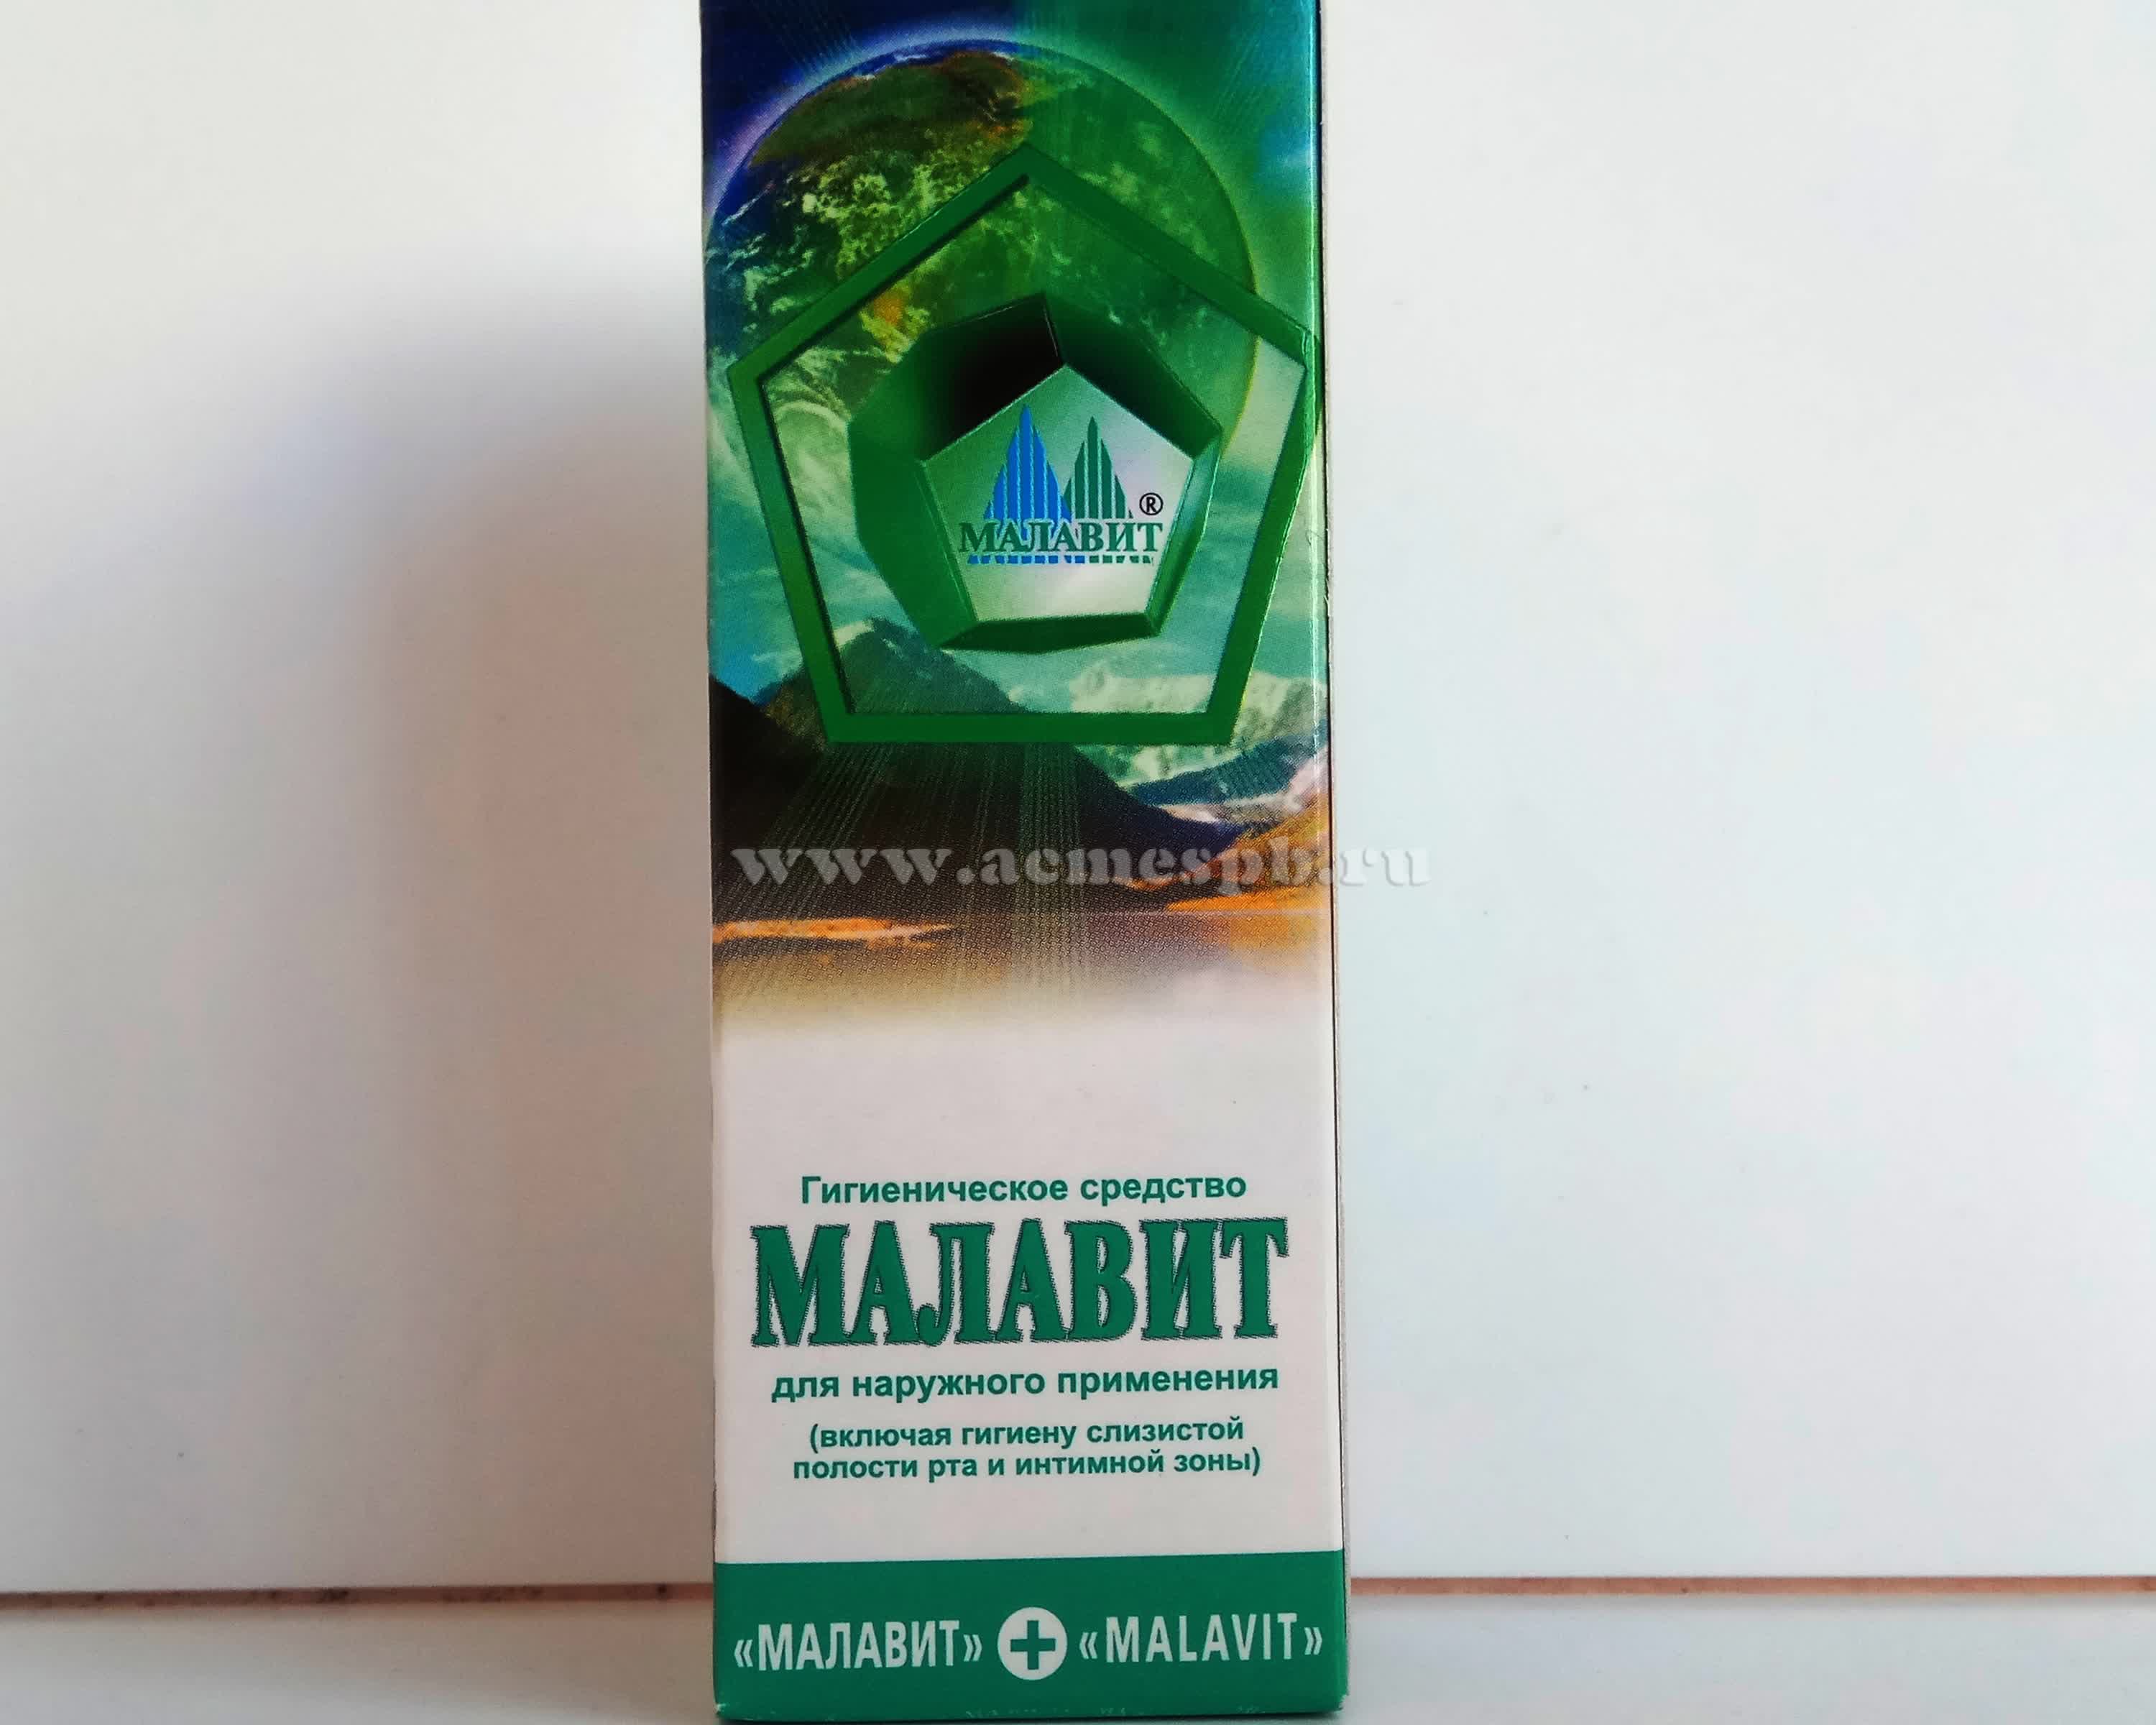 МАЛАВИТ®
www.acmespb.ru
Гигиеническое средство
МАЛАВИТ
для наружного применения
(включая гигиену слизистой
полости рта и интимной зоны)
«МАЛАВИТ» «MALAVIT»